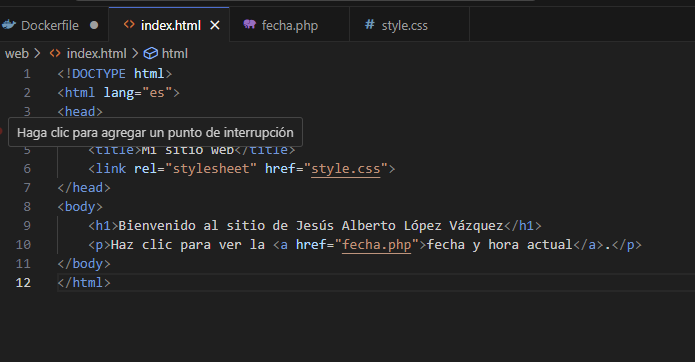 Dockerfile index.html fecha.php # style.css
web > index.html > html
1 <!DOCTYPE html>
2 <html lang="es">
3 <head>
Haga clic para agregar un punto de interrupción
5 <title>Mi sitio web</title>
6 <link rel="stylesheet" href="style.css">
7 </head>
8 <body>
9 <h1>Bienvenido al sitio de Jesús Alberto López Vázquez</h1>
10 <p>Haz clic para ver la <a href="fecha.php">fecha y hora actual</a>.</p>
11 </body>
12 </html>